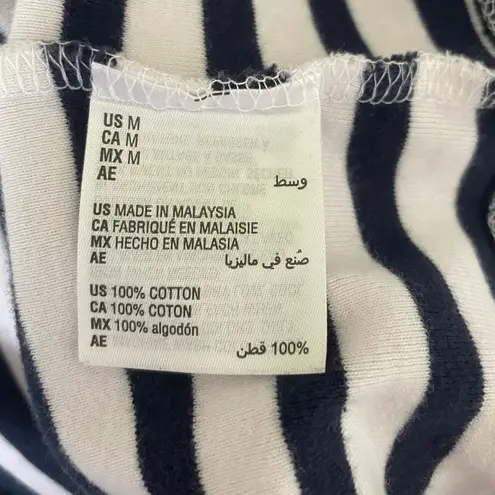 US M
CA M
MX M
AE وسط
US MADE IN MALAYSIA
CA FABRIQUÉ EN MALAISIE
MX HECHO EN MALASIA
AE صُنع في ماليزيا
US 100% COTTON
CA 100% COTON
MX 100% algodón
AE 100% قطن